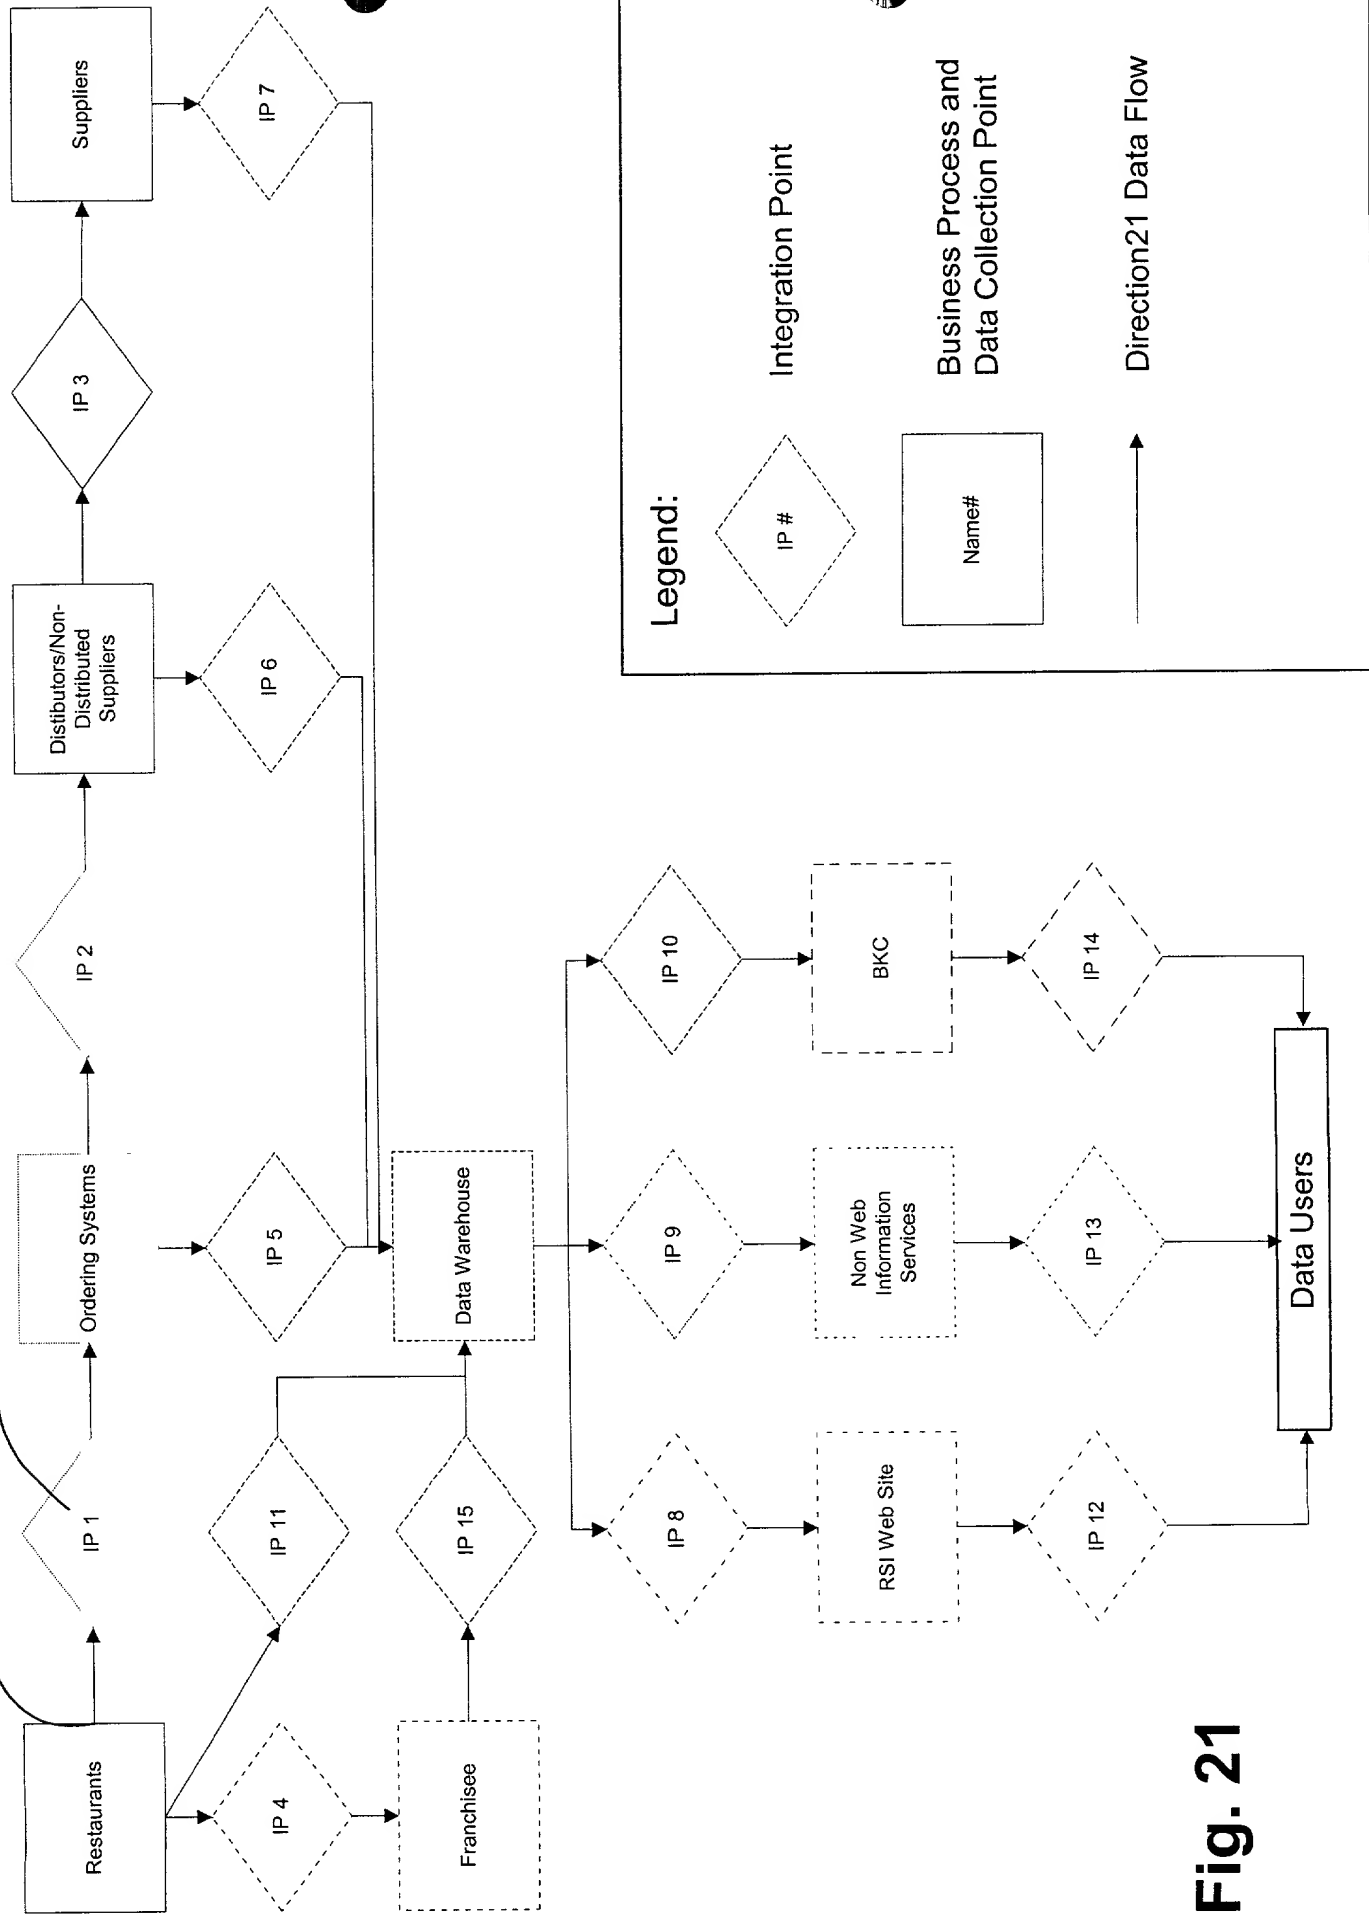 Restaurants
IP 1
Ordering Systems
IP 2
Distibutors/Non-
Distributed
Suppliers
IP 3
Suppliers
IP 4
IP 11
IP 5
IP 6
IP 7
Franchisee
IP 15
Data Warehouse
IP 8
IP 9
IP 10
RSI Web Site
Non Web
Information
Services
BKC
IP 12
IP 13
IP 14
Data Users
Legend:
IP #
Integration Point
Name#
Business Process and
Data Collection Point
Direction21 Data Flow
Fig. 21